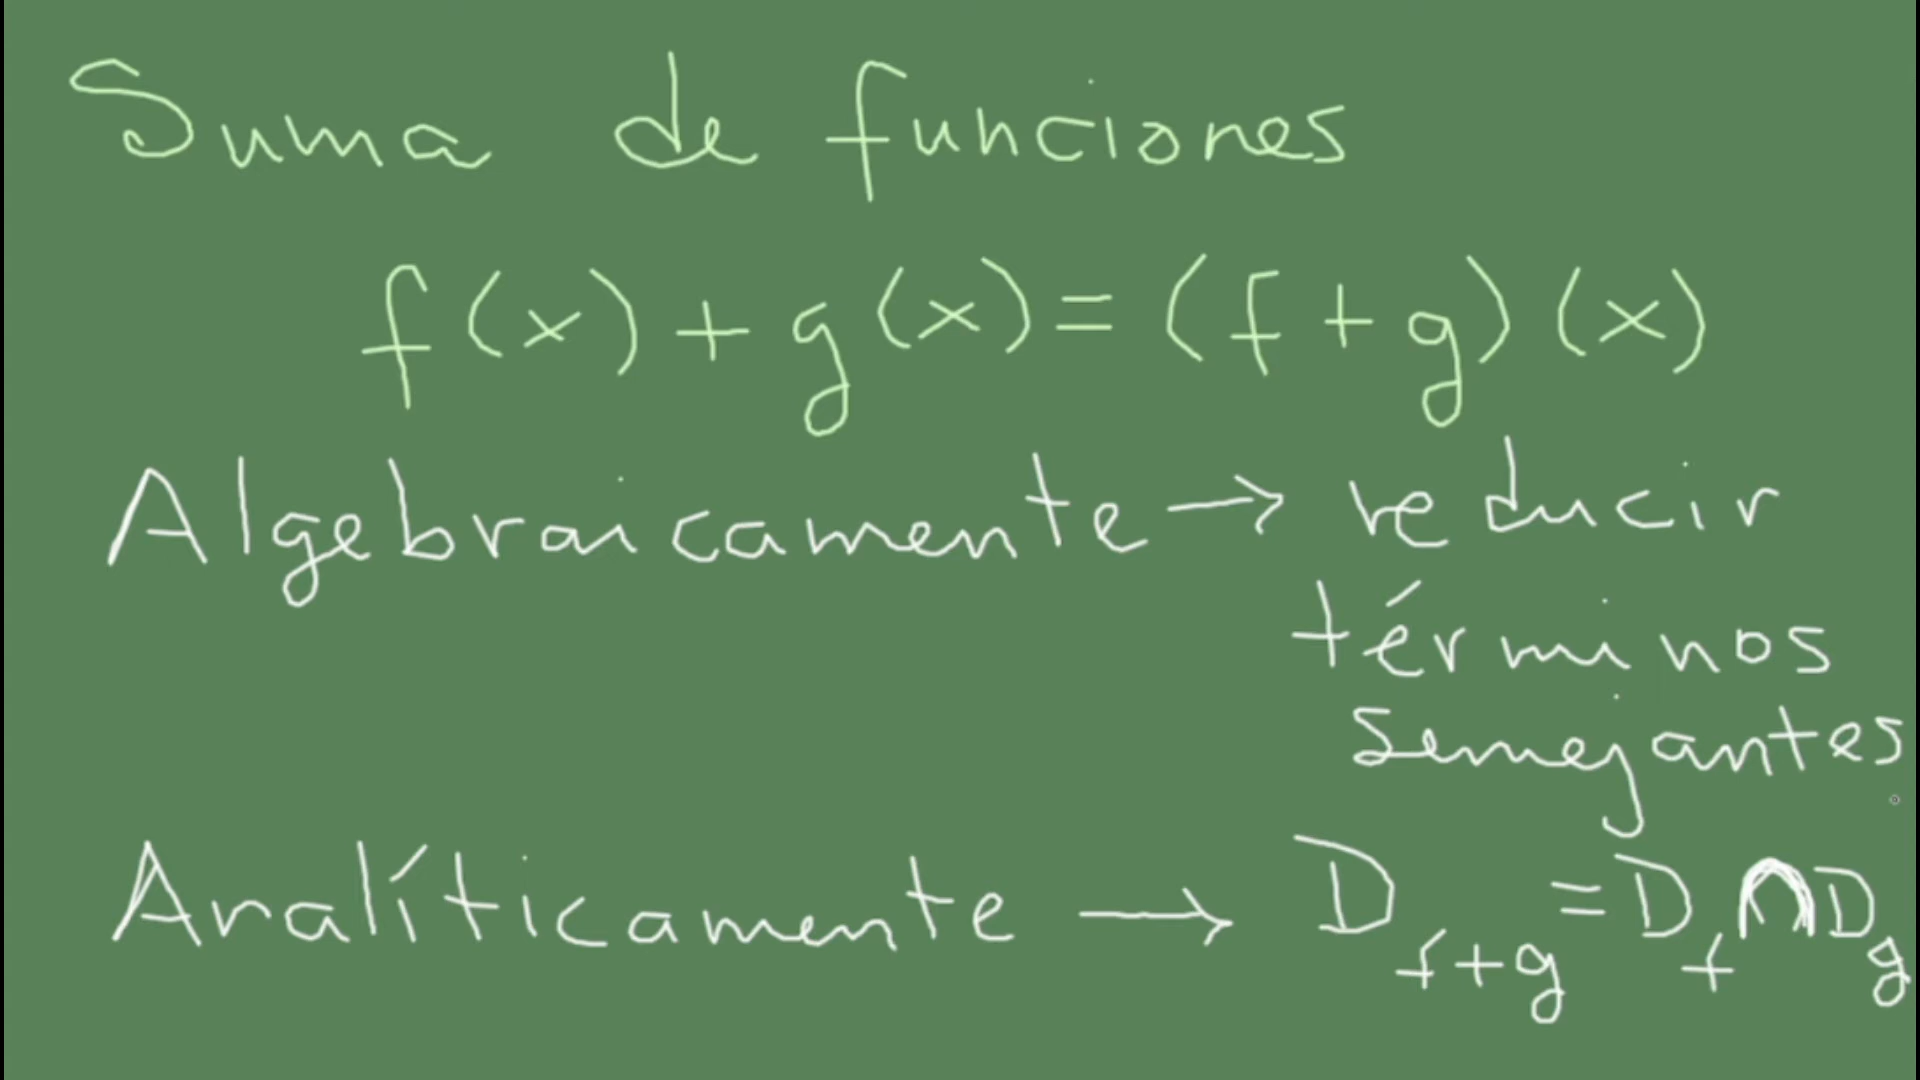 Suma de funciones
f(x) + g(x) = (f + g)(x)
Algebraicamente → reducir
términos
semejantes
Analíticamente → D_{f+g} = D_f ∩ D_g